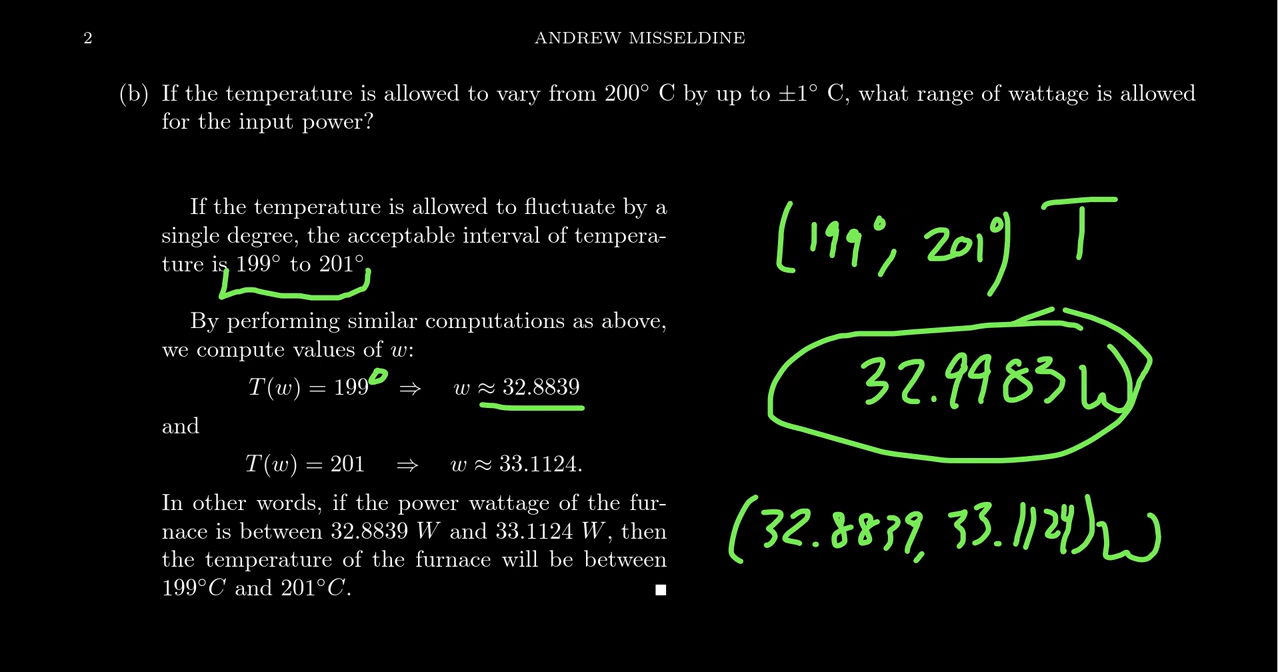 2
ANDREW MISSELDINE
(b) If the temperature is allowed to vary from 200° C by up to ±1° C, what range of wattage is allowed
for the input power?
If the temperature is allowed to fluctuate by a
single degree, the acceptable interval of tempera-
ture is 199° to 201°.
By performing similar computations as above,
we compute values of w:
T(w) = 199° ⇒ w ≈ 32.8839
and
T(w) = 201 ⇒ w ≈ 33.1124.
In other words, if the power wattage of the fur-
nace is between 32.8839 W and 33.1124 W, then
the temperature of the furnace will be between
199°C and 201°C.
(199°, 201°) T
32.9983 W
(32.8839, 33.1124) W